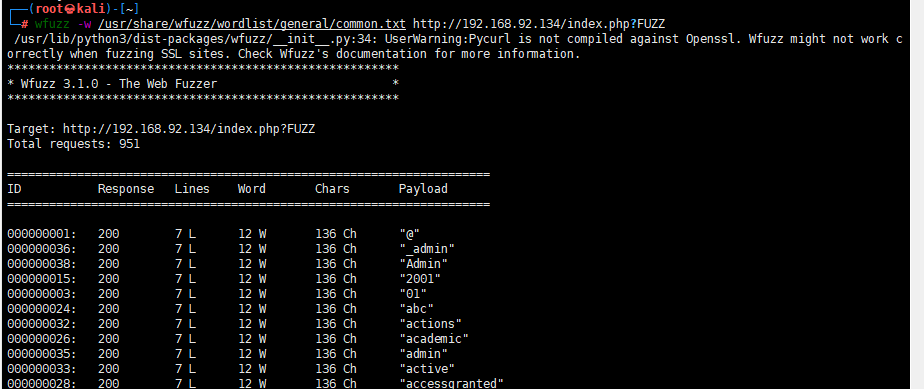 ┌──(root㉿kali)-[~]
└─# wfuzz -w /usr/share/wfuzz/wordlist/general/common.txt http://192.168.92.134/index.php?FUZZ
/usr/lib/python3/dist-packages/wfuzz/__init__.py:34: UserWarning:Pycurl is not compiled against Openssl. Wfuzz might not work c
orrectly when fuzzing SSL sites. Check Wfuzz's documentation for more information.
********************************************************
* Wfuzz 3.1.0 - The Web Fuzzer                         *
********************************************************
Target: http://192.168.92.134/index.php?FUZZ
Total requests: 951
=====================================================================
ID           Response   Lines    Word       Chars       Payload
=====================================================================
000000001:   200        7 L      12 W       136 Ch      "@"
000000036:   200        7 L      12 W       136 Ch      "_admin"
000000038:   200        7 L      12 W       136 Ch      "Admin"
000000015:   200        7 L      12 W       136 Ch      "2001"
000000003:   200        7 L      12 W       136 Ch      "01"
000000024:   200        7 L      12 W       136 Ch      "abc"
000000032:   200        7 L      12 W       136 Ch      "actions"
000000026:   200        7 L      12 W       136 Ch      "academic"
000000035:   200        7 L      12 W       136 Ch      "admin"
000000033:   200        7 L      12 W       136 Ch      "active"
000000028:   200        7 L      12 W       136 Ch      "accessgranted"